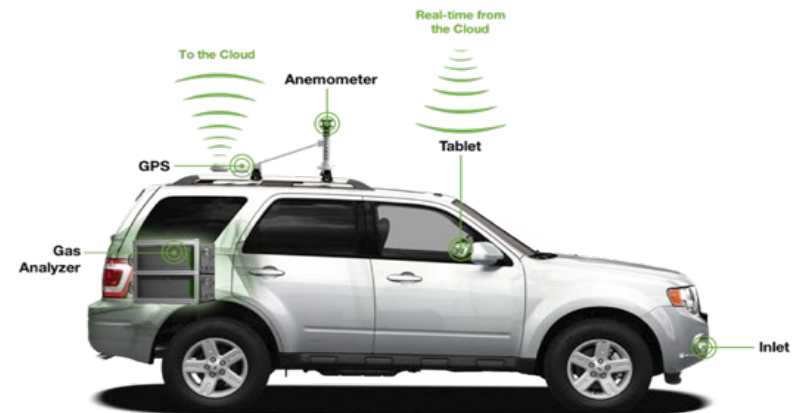 Real-time from
the Cloud
To the Cloud
Anemometer
Tablet
GPS
Gas
Analyzer
Inlet